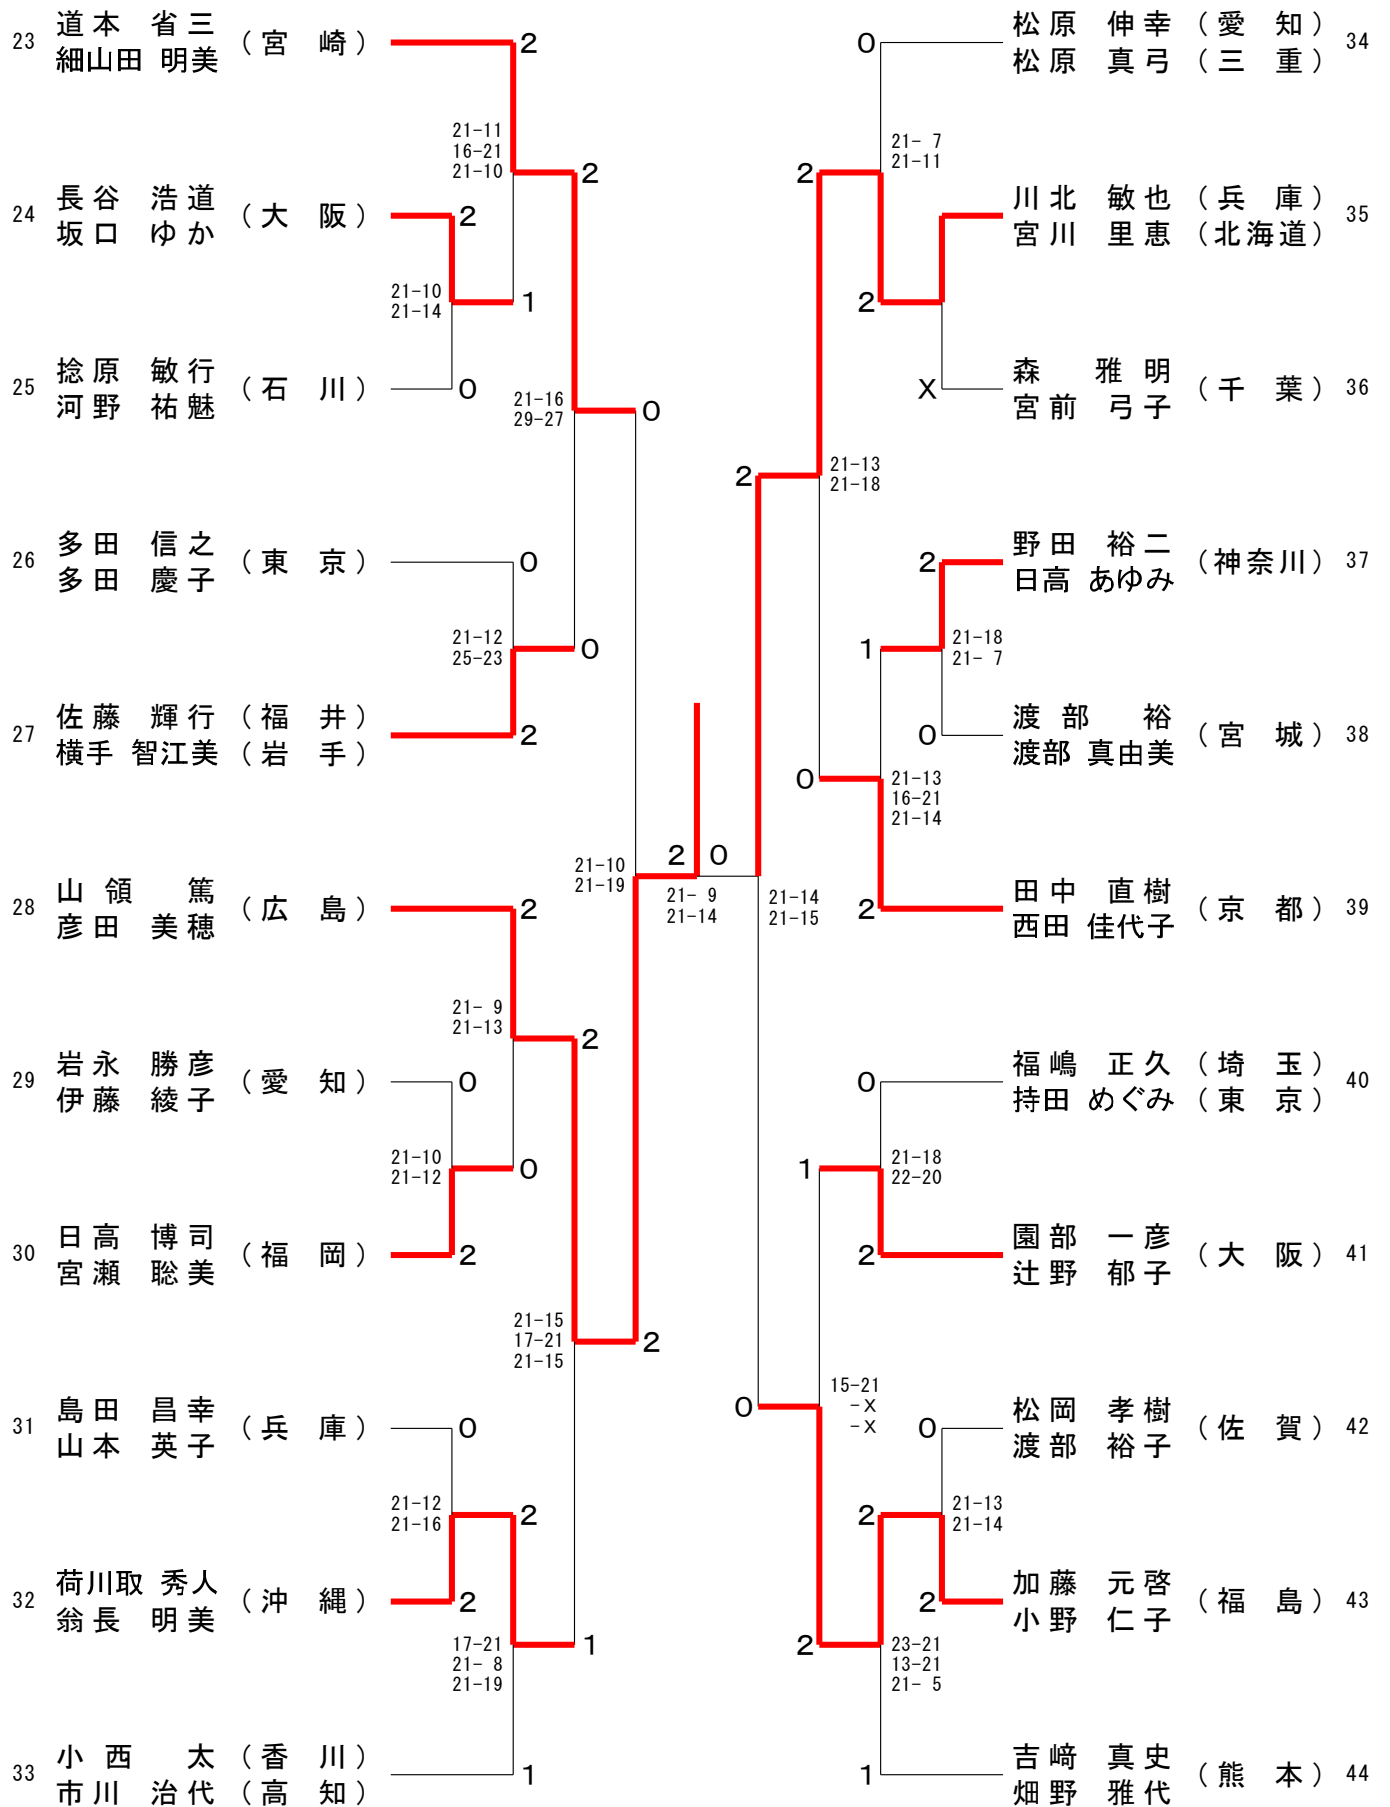 23 道本 省三 (宮 崎) 2
細山田 明美
21-11
16-21
21-10
2
24 長谷 浩道 (大 阪) 2
坂口 ゆか
21-10
21-14
1
25 捻原 敏行 (石 川) 0
河野 祐魅
21-16
29-27
0
26 多田 信之 (東 京) 0
多田 慶子
21-12
25-23
0
27 佐藤 輝行 (福 井) 2
横手 智江美 (岩 手)
21-10
21-19
28 山領 篤 (広 島) 2
彦田 美穂
21- 9
21-13
2
29 岩永 勝彦 (愛 知) 0
伊藤 綾子
21-10
21-12
0
30 日高 博司 (福 岡) 2
宮瀬 聡美
21-15
17-21
21-15
2
31 島田 昌幸 (兵 庫) 0
山本 英子
21-12
21-16
2
32 荷川取 秀人 (沖 縄) 2
翁長 明美
17-21
21- 8
21-19
1
33 小西 太 (香 川) 1
市川 治代 (高 知)
2 0
21- 9
21-14
0 松原 伸幸 (愛 知) 34
松原 真弓 (三 重)
21- 7
21-11
2
川北 敏也 (兵 庫) 35
宮川 里恵 (北海道)
2
X 森 雅明 (千 葉) 36
宮前 弓子
2
21-13
21-18
2 野田 裕二 (神奈川) 37
日高 あゆみ
1
21-18
21- 7
0 渡部 裕 (宮 城) 38
渡部 真由美
0
21-13
16-21
21-14
2 田中 直樹 (京 都) 39
西田 佳代子
21-14
21-15
0 福嶋 正久 (埼 玉) 40
持田 めぐみ (東 京)
1
21-18
22-20
2 園部 一彦 (大 阪) 41
辻野 郁子
0
15-21
-X
-X
0 松岡 孝樹 (佐 賀) 42
渡部 裕子
2
21-13
21-14
2 加藤 元啓 (福 島) 43
小野 仁子
2
23-21
13-21
21- 5
1 吉﨑 真史 (熊 本) 44
畑野 雅代